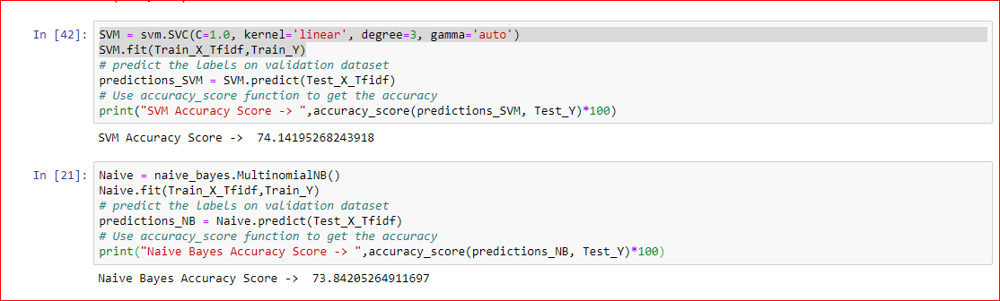 In [42]: SVM = svm.SVC(C=1.0, kernel='linear', degree=3, gamma='auto')
SVM.fit(Train_X_Tfidf,Train_Y)
# predict the labels on validation dataset
predictions_SVM = SVM.predict(Test_X_Tfidf)
# Use accuracy_score function to get the accuracy
print("SVM Accuracy Score -> ",accuracy_score(predictions_SVM, Test_Y)*100)
SVM Accuracy Score ->  74.14195268243918
In [21]: Naive = naive_bayes.MultinomialNB()
Naive.fit(Train_X_Tfidf,Train_Y)
# predict the labels on validation dataset
predictions_NB = Naive.predict(Test_X_Tfidf)
# Use accuracy_score function to get the accuracy
print("Naive Bayes Accuracy Score -> ",accuracy_score(predictions_NB, Test_Y)*100)
Naive Bayes Accuracy Score ->  73.84205264911697